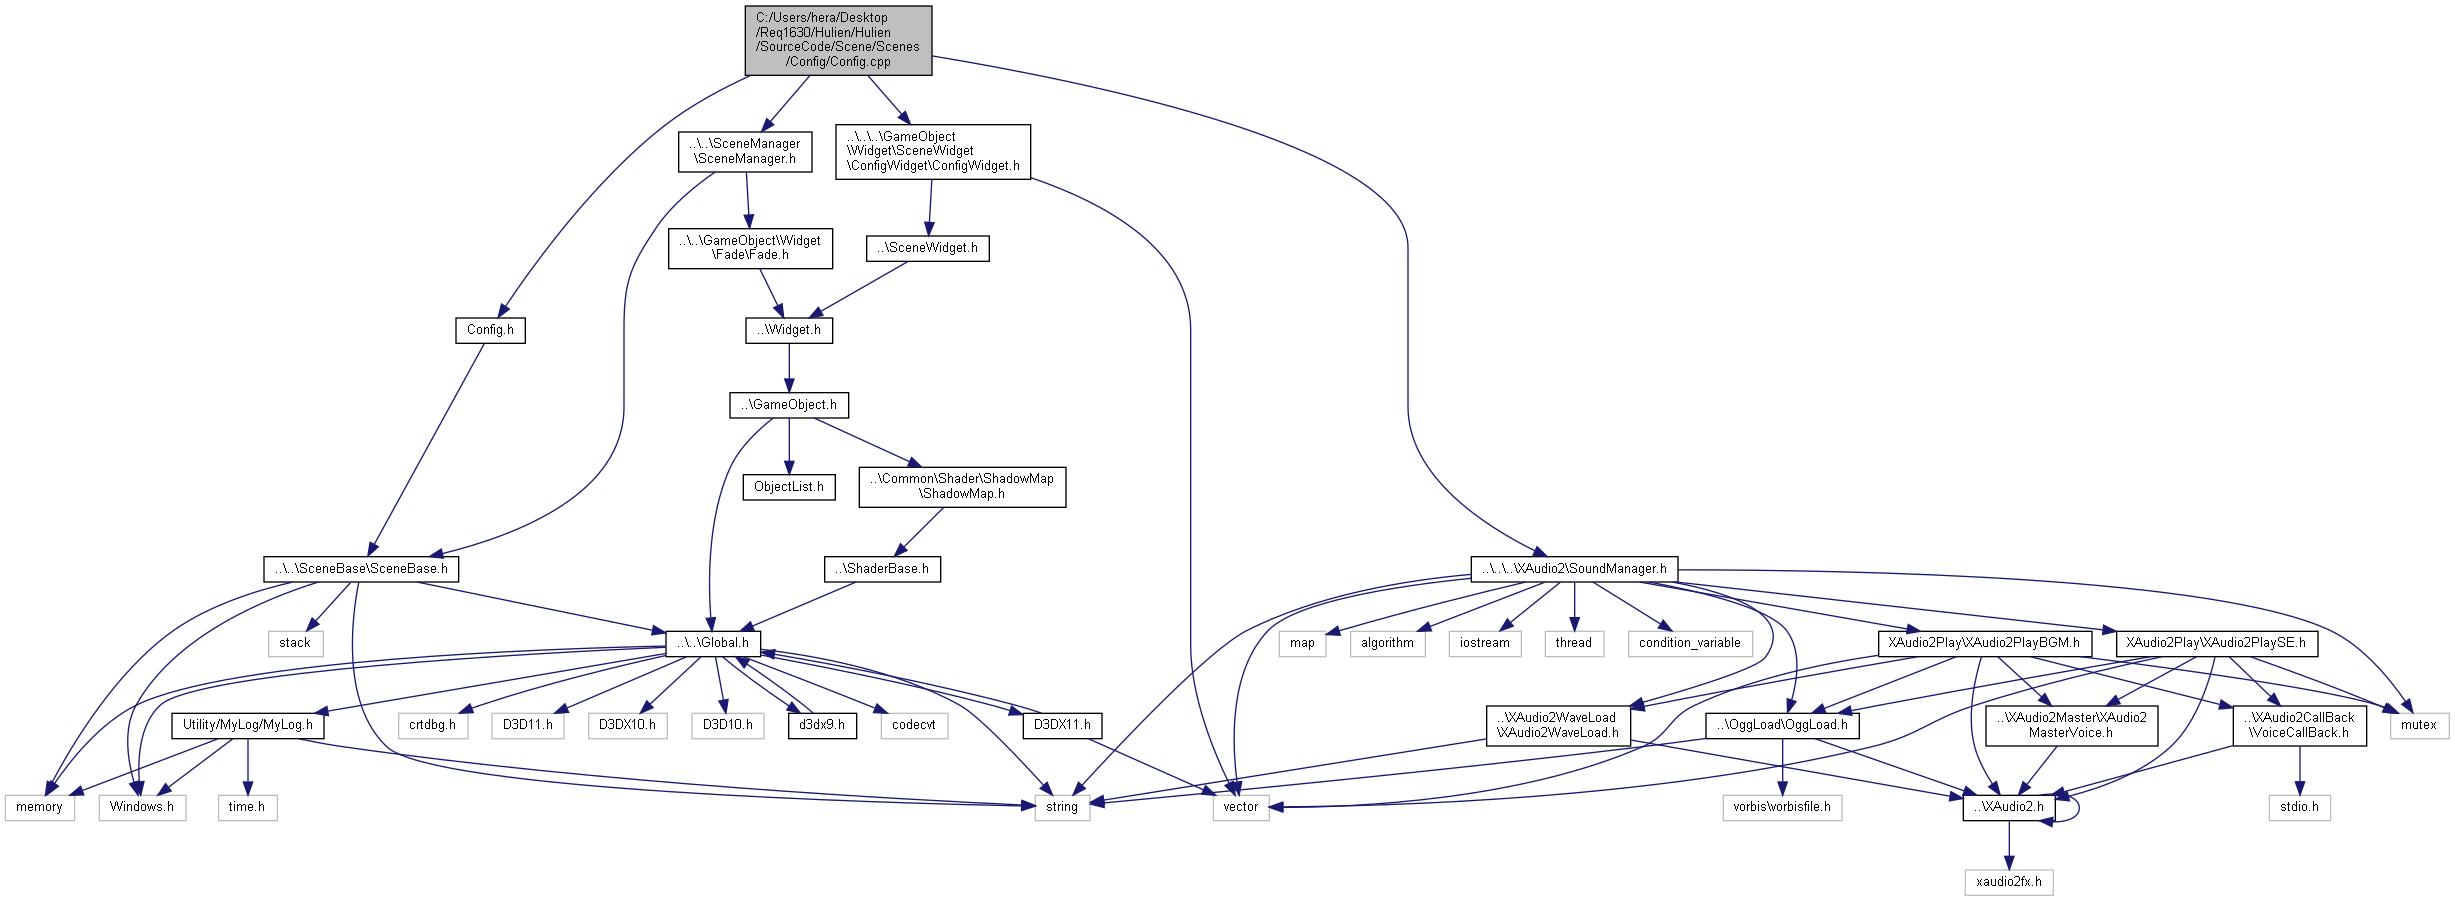 C:/Users/hera/Desktop
/Req1630/Hulien/Hulien
/SourceCode/Scene/Scenes
/Config/Config.cpp
..\..\SceneManager
\SceneManager.h
..\..\..\GameObject
\Widget\SceneWidget
\ConfigWidget\ConfigWidget.h
..\..\GameObject\Widget
\Fade\Fade.h
..\SceneWidget.h
Config.h
..\Widget.h
..\GameObject.h
ObjectList.h
..\Common\Shader\ShadowMap
\ShadowMap.h
..\..\SceneBase\SceneBase.h
..\ShaderBase.h
..\..\..\XAudio2\SoundManager.h
stack
..\..\Global.h
map
algorithm
iostream
thread
condition_variable
XAudio2Play\XAudio2PlayBGM.h
XAudio2Play\XAudio2PlaySE.h
Utility/MyLog/MyLog.h
crtdbg.h
D3D11.h
D3DX10.h
D3D10.h
d3dx9.h
codecvt
D3DX11.h
..\XAudio2WaveLoad
\XAudio2WaveLoad.h
..\OggLoad\OggLoad.h
..\XAudio2Master\XAudio2
MasterVoice.h
..\XAudio2CallBack
\VoiceCallBack.h
mutex
memory
Windows.h
time.h
string
vector
vorbis\vorbisfile.h
..\XAudio2.h
stdio.h
xaudio2fx.h